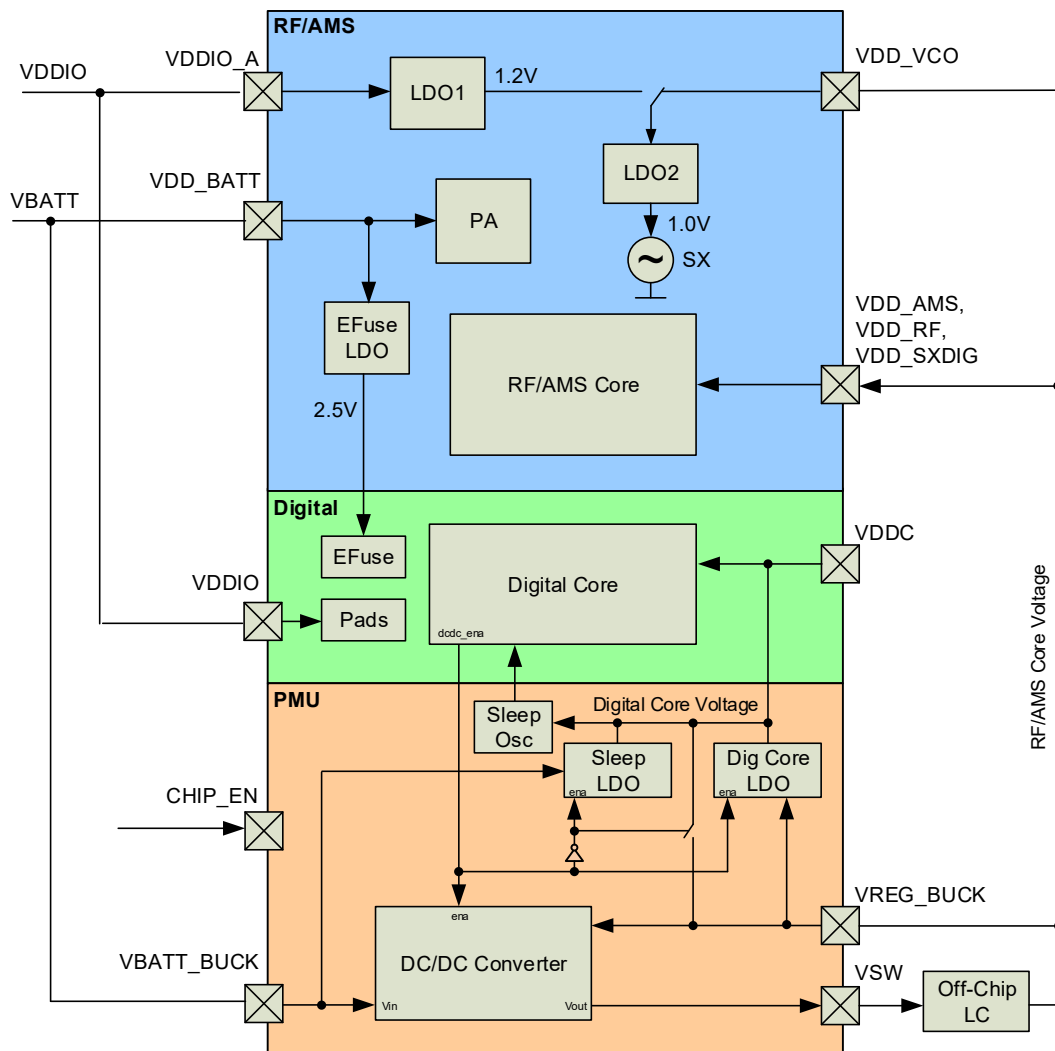 RF/AMS
VDDIO_A
VDDIO
LDO1
1.2V
VDD_VCO
VDD_BATT
VBATT
PA
LDO2
1.0V
SX
EFuse
LDO
2.5V
RF/AMS Core
VDD_AMS,
VDD_RF,
VDD_SXDIG
Digital
EFuse
Digital Core
dcdc_ena
VDDC
VDDIO
Pads
RF/AMS Core Voltage
PMU
Sleep
Osc
Digital Core Voltage
Sleep
LDO
ena
Dig Core
LDO
ena
CHIP_EN
ena
DC/DC Converter
Vin
Vout
VREG_BUCK
VBATT_BUCK
VSW
Off-Chip
LC